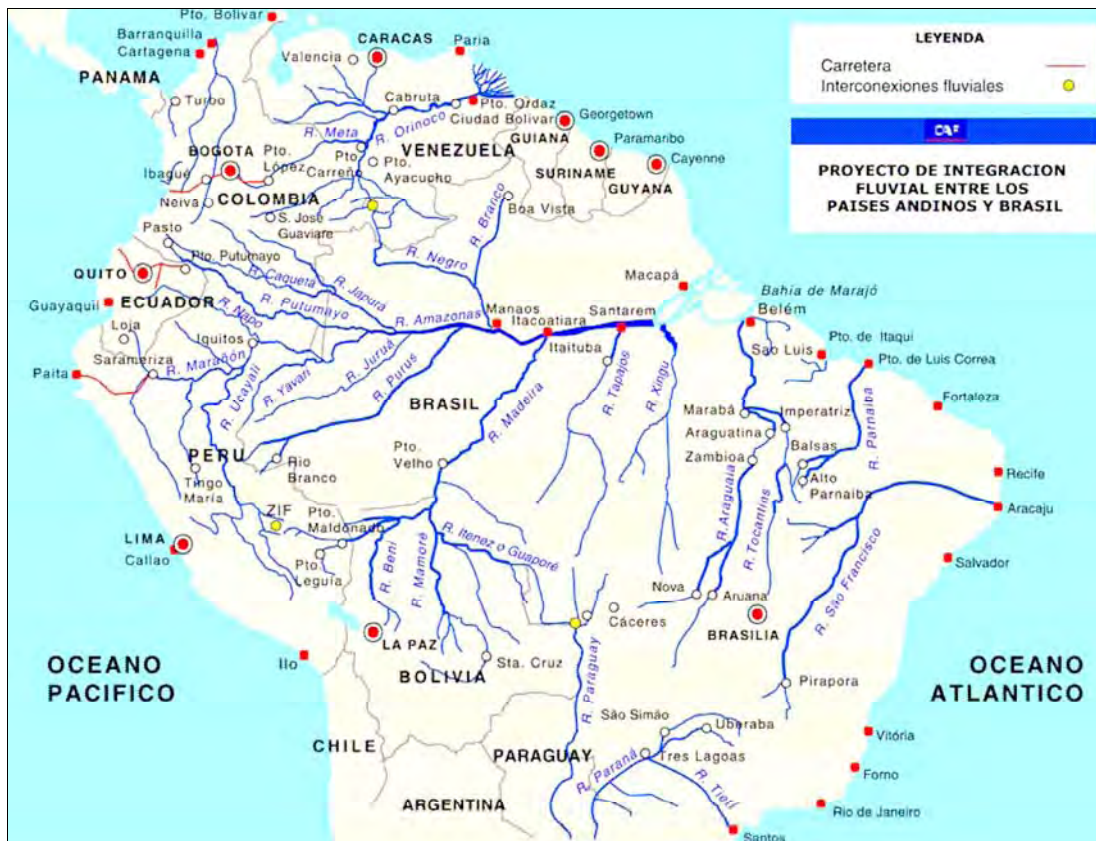 Pto. Bolivar
Barranquilla
Cartagena
PANAMA
Turbo
Valencia
CARACAS
Paria
Cabruta
Pto. Ordaz
Ciudad Bolivar
Georgetown
GUIANA
Paramaribo
SURINAME
Cayenne
GUYANA
R. Orinoco
R. Meta
VENEZUELA
BOGOTA
Pto.
López
Pto.
Carreño
Pto.
Ayacucho
Ibagué
Neiva
COLOMBIA
S. José
Guaviare
Boa Vista
R. Branco
R. Negro
Pasto
Pto. Putumayo
QUITO
R. Caqueta
R. Japurá
Guayaquil
ECUADOR
R. Putumayo
R. Napo
R. Amazonas
Manaos
Itacoatiara
Santarem
Macapá
Bahía de Marajó
Belém
Loja
Iquitos
Sarameriza
R. Marañón
Paita
R. Ucayali
R. Yavari
R. Juruá
R. Purus
Itaituba
R. Tapajos
R. Xingu
Sao Luis
Pto. de Itaqui
Pto. de Luis Correa
Fortaleza
BRASIL
R. Madeira
Marabá
Imperatriz
Araguatina
Balsas
Zambioa
Alto
Parnaiba
R. Parnaiba
Recife
Aracaju
PERU
Tingo
María
Rio
Branco
Pto.
Velho
ZIF
Pto.
Maldonado
LIMA
Callao
Pto.
Leguía
R. Beni
R. Mamoré
R. Itenez o Guaporé
R. Araguaia
R. Tocantins
R. São Francisco
Salvador
Nova
Aruana
Cáceres
BRASILIA
LA PAZ
BOLIVIA
Sta. Cruz
Ilo
R. Paraguay
Pirapora
OCEANO
PACIFICO
OCEANO
ATLANTICO
CHILE
PARAGUAY
ARGENTINA
São Simão
Uberaba
Tres Lagoas
R. Paraná
R. Tieti
Vitória
Forno
Rio de Janeiro
Santos
LEYENDA
Carretera
Interconexiones fluviales
CAF
PROYECTO DE INTEGRACION
FLUVIAL ENTRE LOS
PAISES ANDINOS Y BRASIL